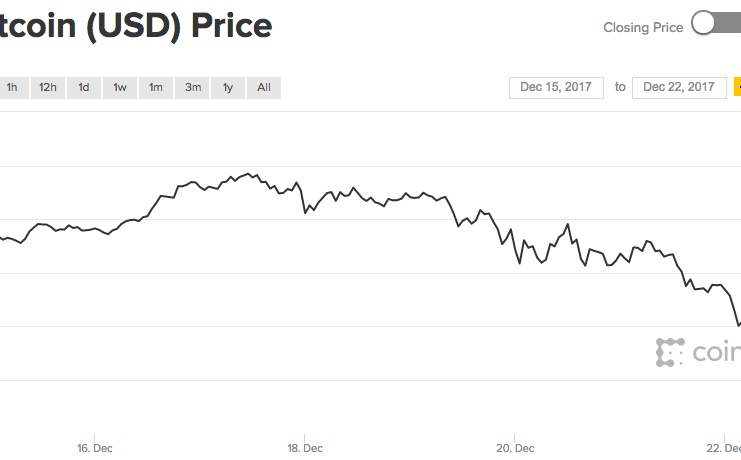 tcoin (USD) Price
Closing Price
1h 12h 1d 1w 1m 3m 1y All
Dec 15, 2017 to Dec 22, 2017
coin
16. Dec 18. Dec 20. Dec 22. Dec